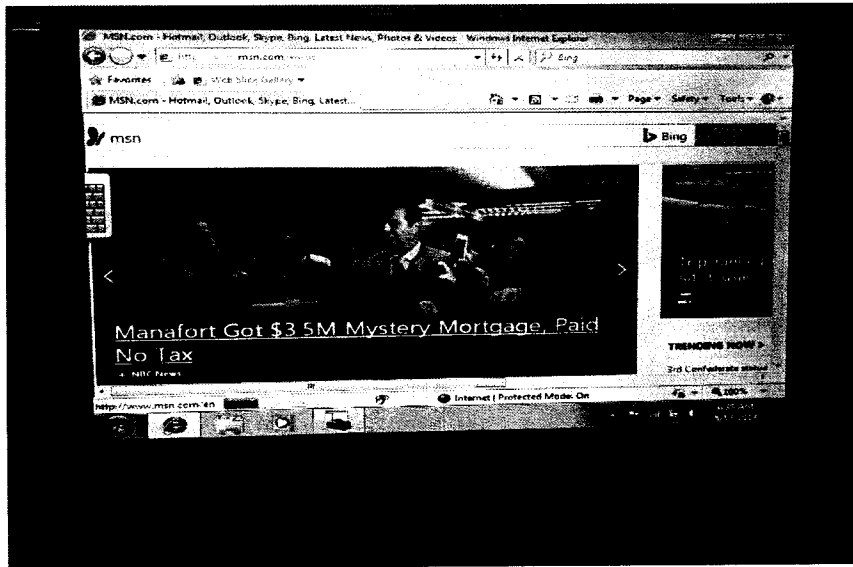 MSN.com - Hotmail, Outlook, Skype, Bing, Latest News, Photos & Videos - Windows Internet Explorer
msn.com
Bing
Favorites Web Slice Gallery
MSN.com - Hotmail, Outlook, Skype, Bing, Latest...
Page Safety Tools
msn
Bing
Manafort Got $3.5M Mystery Mortgage, Paid
No Tax
NBC News
TRENDING NOW >
3rd Confederate statue
http://www.msn.com/en
Internet | Protected Mode: On
100%